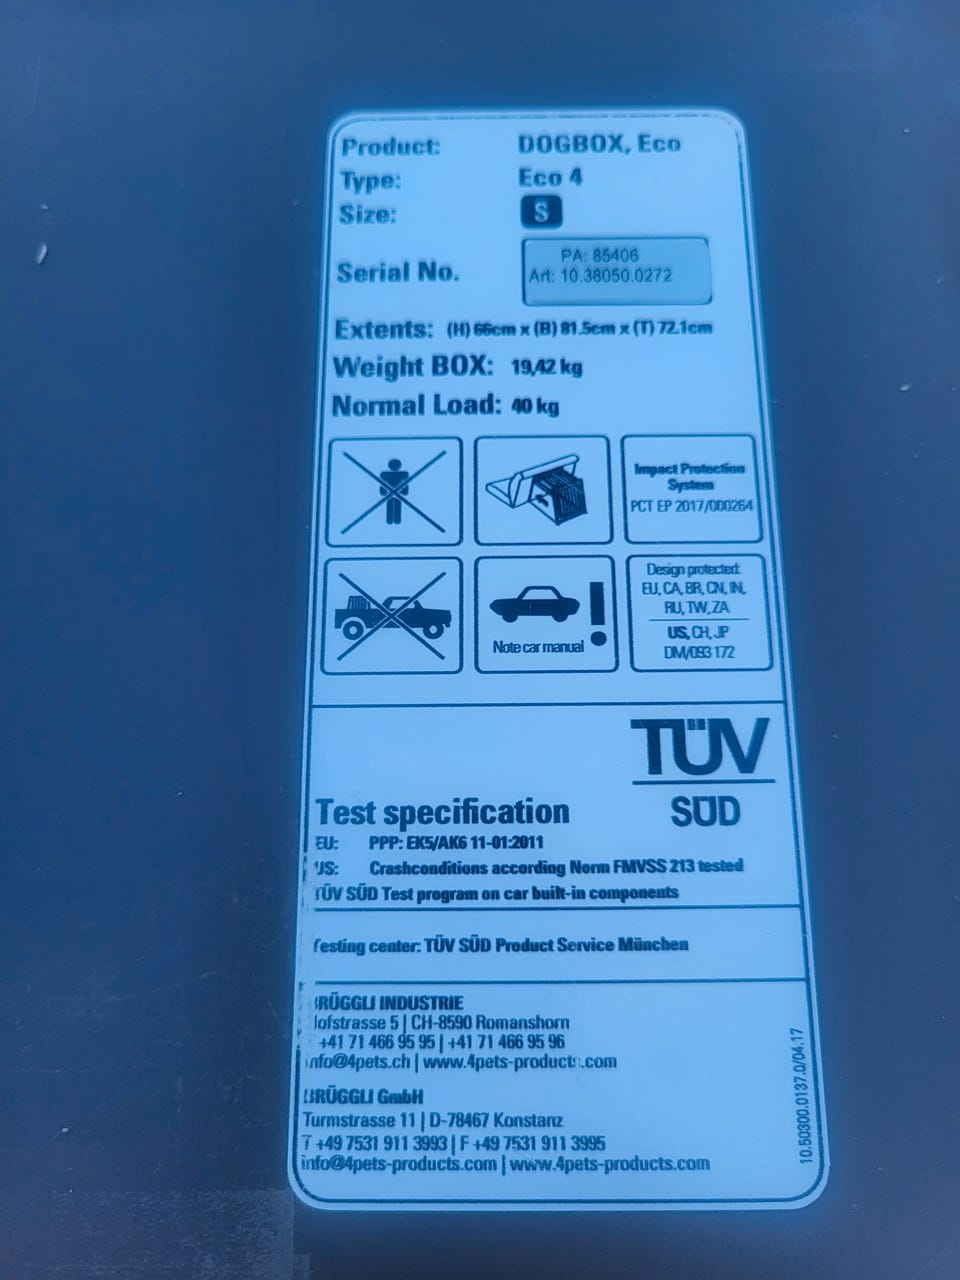 Product: DOGBOX, Eco
Type: Eco 4
Size: S
Serial No.
PA: 85406
Art: 10.38050.0272
Extents: (H) 66cm x (B) 81.5cm x (T) 72.1cm
Weight BOX: 19,42 kg
Normal Load: 40 kg
Impact Protection
System
PCT EP 2017/000264
Note car manual
Design protected:
EU, CA, BR, CN, IN,
RU, TW, ZA
US, CH, JP
DM/093 172
TÜV
SÜD
Test specification
EU: PPP: EK5/AK6 11-01:2011
US: Crashconditions according Norm FMVSS 213 tested
TÜV SÜD Test program on car built-in components
Testing center: TÜV SÜD Product Service München
BRÜGGLI INDUSTRIE
Hofstrasse 5 | CH-8590 Romanshorn
+41 71 466 95 95 | +41 71 466 95 96
info@4pets.ch | www.4pets-products.com
BRÜGGLI GmbH
Turmstrasse 11 | D-78467 Konstanz
T +49 7531 911 3993 | F +49 7531 911 3995
info@4pets-products.com | www.4pets-products.com
10.50300.0137.0/04.17